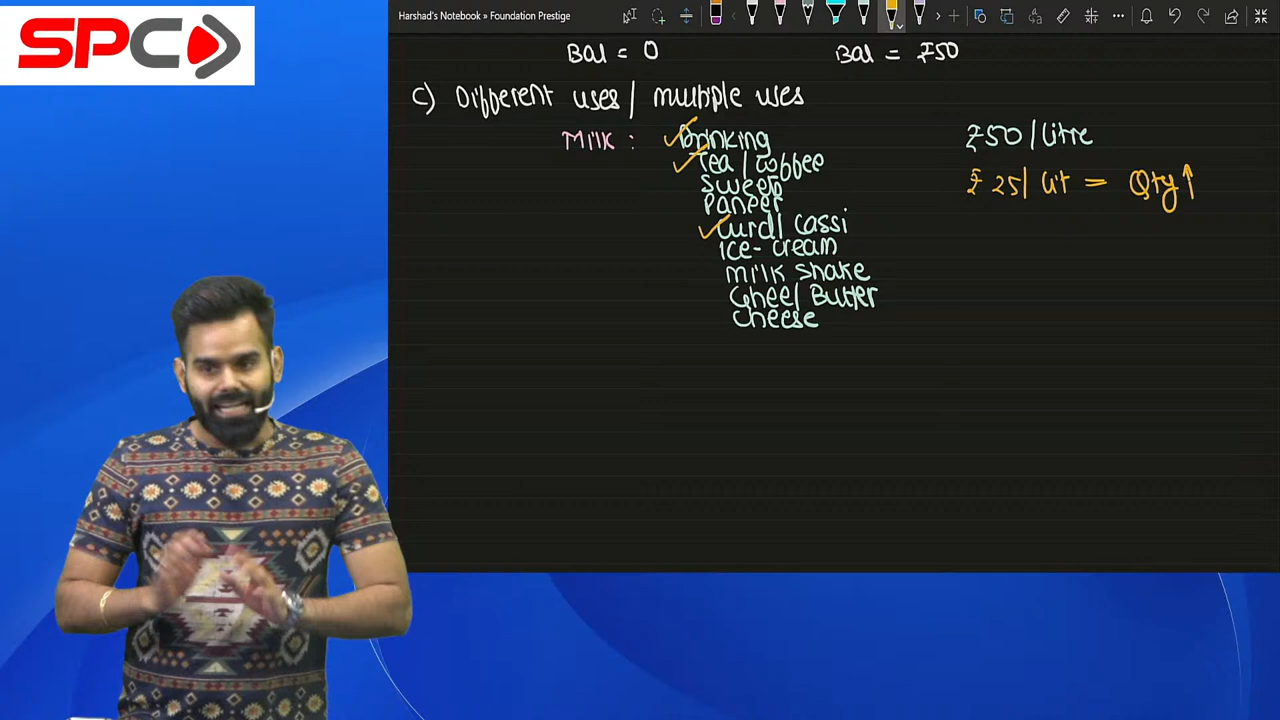 SPC
Harshad's Notebook » Foundation Prestige
Bal = 0
Bal = ₹50
C) Different uses / multiple uses
Milk : Drinking
₹50 / litre
Tea / coffee
₹ 25/ Lit = Qty ↑
Sweets
Paneer
Curd/ Lassi
Ice- cream
Milk shake
Ghee/ Butter
Cheese